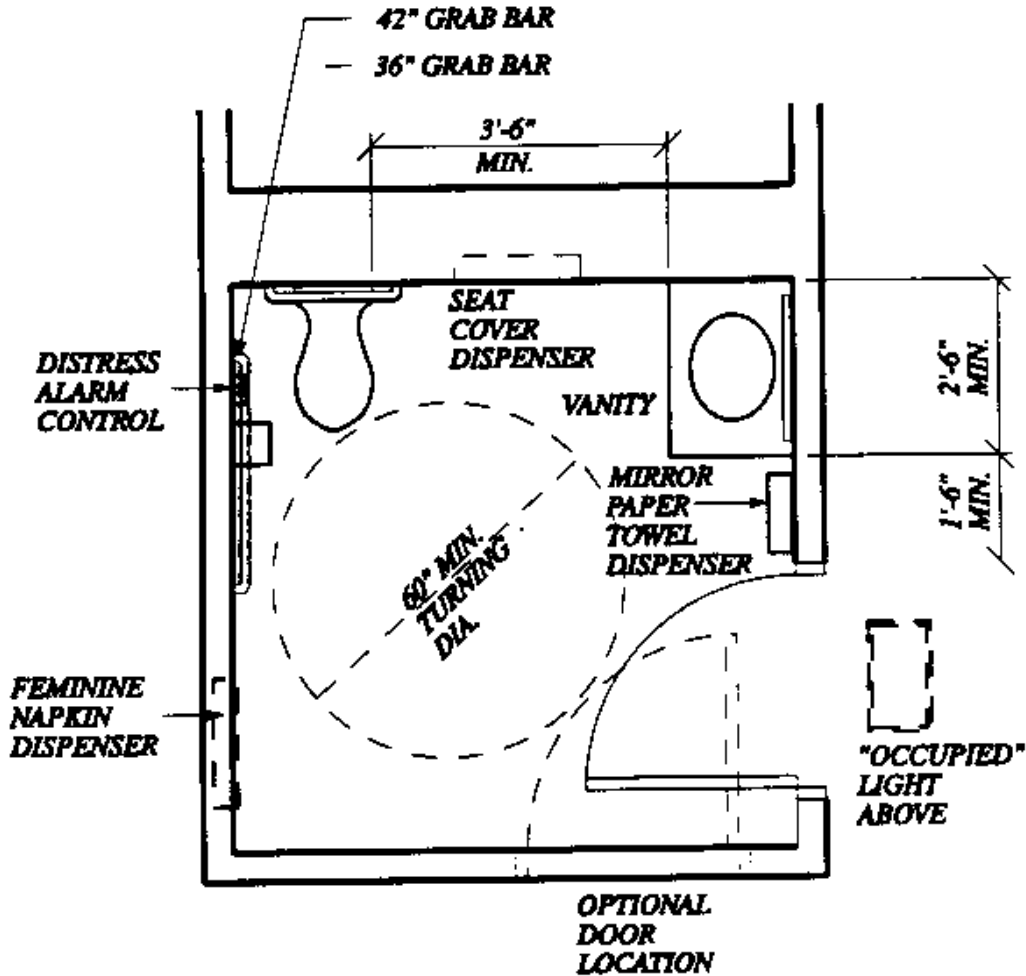 42" GRAB BAR
36" GRAB BAR
3'-6"
MIN.
SEAT
COVER
DISPENSER
DISTRESS
ALARM
CONTROL
VANITY
2'-6"
MIN.
MIRROR
PAPER
TOWEL
DISPENSER
1'-6"
MIN.
60" MIN.
TURNING
DIA.
FEMININE
NAPKIN
DISPENSER
"OCCUPIED"
LIGHT
ABOVE
OPTIONAL
DOOR
LOCATION